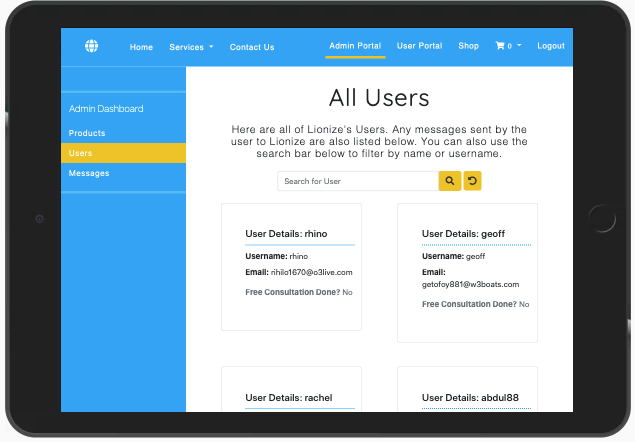 Home Services Contact Us Admin Portal User Portal Shop 0 Logout
Admin Dashboard
Products
Users
Messages
All Users
Here are all of Lionize's Users. Any messages sent by the
user to Lionize are also listed below. You can also use the
search bar below to filter by name or username.
Search for User
User Details: rhino
Username: rhino
Email: rihilo1670@o3live.com
Free Consultation Done? No
User Details: geoff
Username: geoff
Email:
getofoy881@w3boats.com
Free Consultation Done? No
User Details: rachel
User Details: abdul88